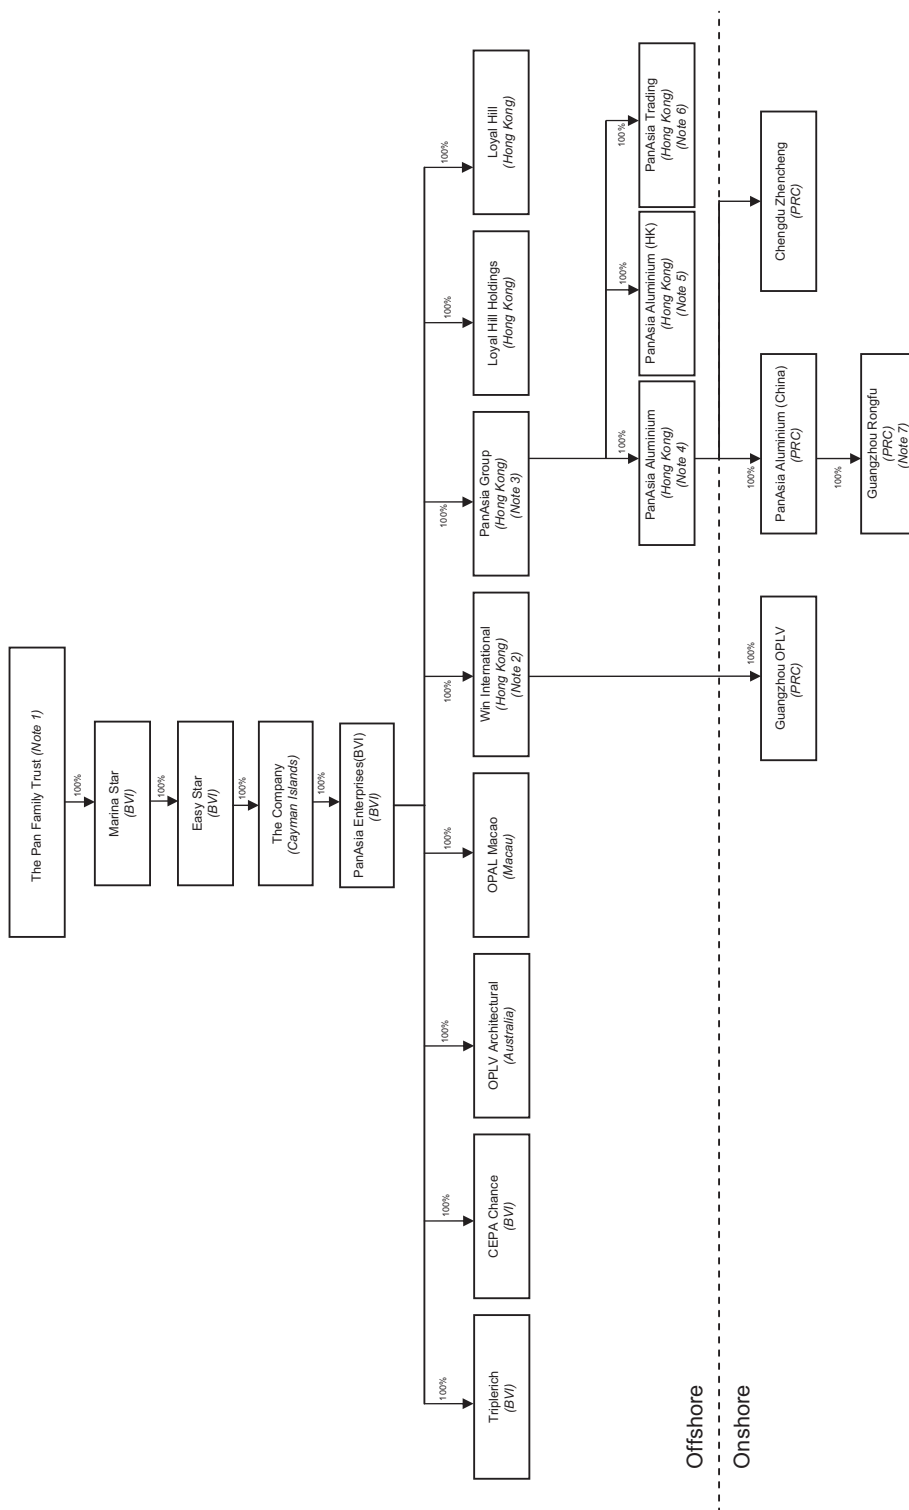 The Pan Family Trust (Note 1)
100%
Marina Star
(BVI)
100%
Easy Star
(BVI)
100%
The Company
(Cayman Islands)
100%
PanAsia Enterprises(BVI)
(BVI)
100%
Triplerich
(BVI)
100%
CEPA Chance
(BVI)
100%
OPLV Architectural
(Australia)
100%
OPAL Macao
(Macau)
100%
Win International
(Hong Kong)
(Note 2)
100%
PanAsia Group
(Hong Kong)
(Note 3)
100%
Loyal Hill Holdings
(Hong Kong)
100%
Loyal Hill
(Hong Kong)
100%
PanAsia Aluminium
(Hong Kong)
(Note 4)
100%
PanAsia Aluminium (HK)
(Hong Kong)
(Note 5)
100%
PanAsia Trading
(Hong Kong)
(Note 6)
Offshore
Onshore
100%
Guangzhou OPLV
(PRC)
100%
PanAsia Aluminium (China)
(PRC)
100%
Chengdu Zhencheng
(PRC)
100%
Guangzhou Rongfu
(PRC)
(Note 7)